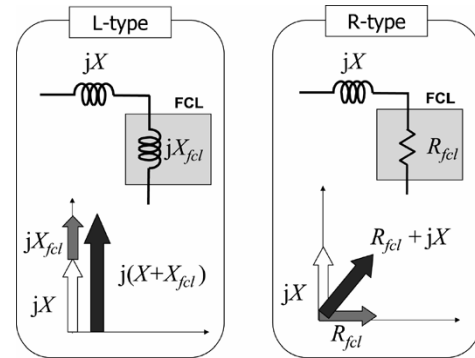 L-type
jX
FCL
jX_fcl
jX_fcl
j(X+X_fcl)
jX
R-type
jX
FCL
R_fcl
R_fcl + jX
jX
R_fcl